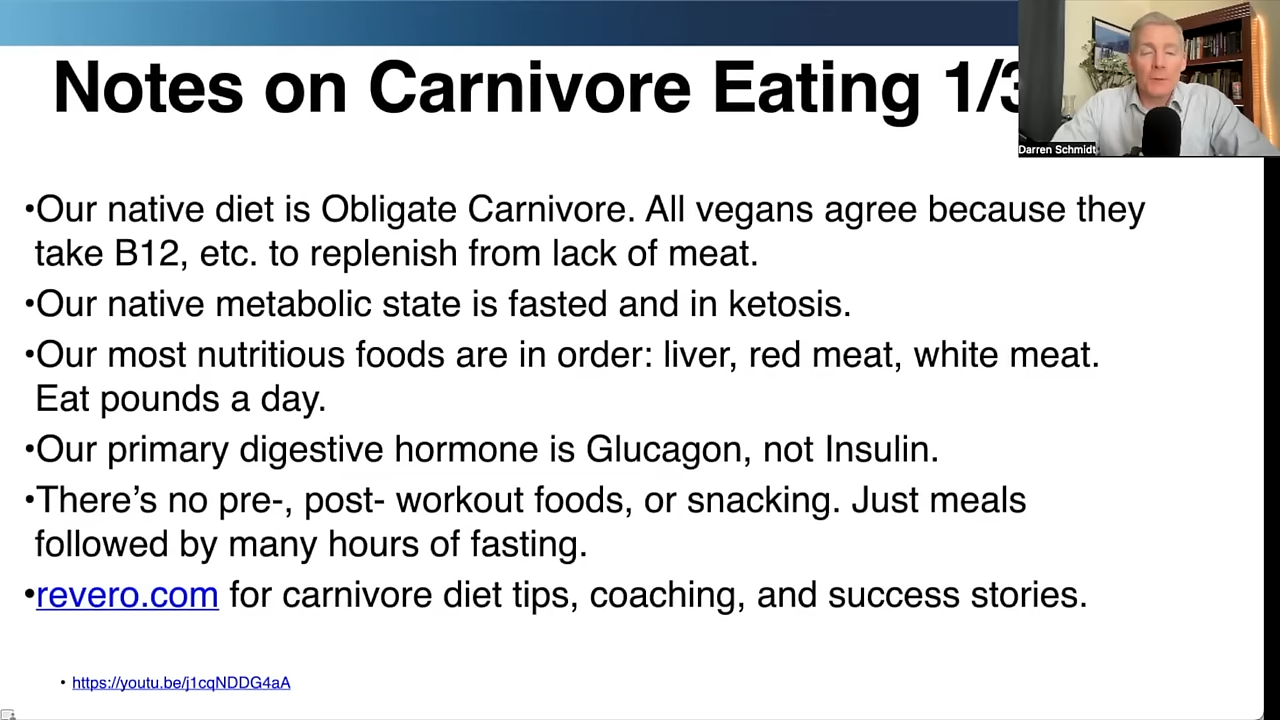 Notes on Carnivore Eating 1/3
Darren Schmidt
•Our native diet is Obligate Carnivore. All vegans agree because they
take B12, etc. to replenish from lack of meat.
•Our native metabolic state is fasted and in ketosis.
•Our most nutritious foods are in order: liver, red meat, white meat.
Eat pounds a day.
•Our primary digestive hormone is Glucagon, not Insulin.
•There’s no pre-, post- workout foods, or snacking. Just meals
followed by many hours of fasting.
•revero.com for carnivore diet tips, coaching, and success stories.
• https://youtu.be/j1cqNDDG4aA